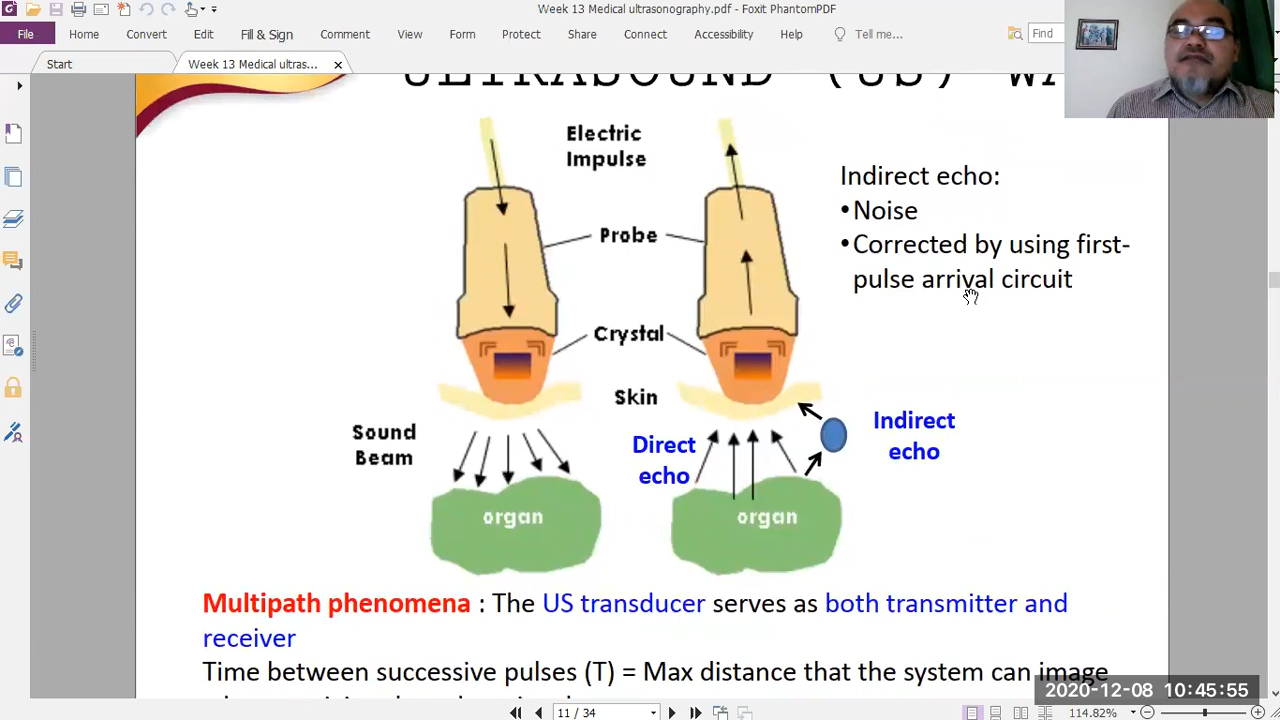 Week 13 Medical ultrasonography.pdf - Foxit PhantomPDF
File Home Convert Edit Fill & Sign Comment View Form Protect Share Connect Accessibility Help Tell me... Find
Start Week 13 Medical ultras...
ULTRASOUND (US) WA
Electric
Impulse
Indirect echo:
•Noise
Probe
•Corrected by using first-
pulse arrival circuit
Crystal
Skin
Sound
Beam
Direct
echo
Indirect
echo
organ
organ
Multipath phenomena : The US transducer serves as both transmitter and
receiver
Time between successive pulses (T) = Max distance that the system can image
2020-12-08 10:45:55
11 / 34 114.82%